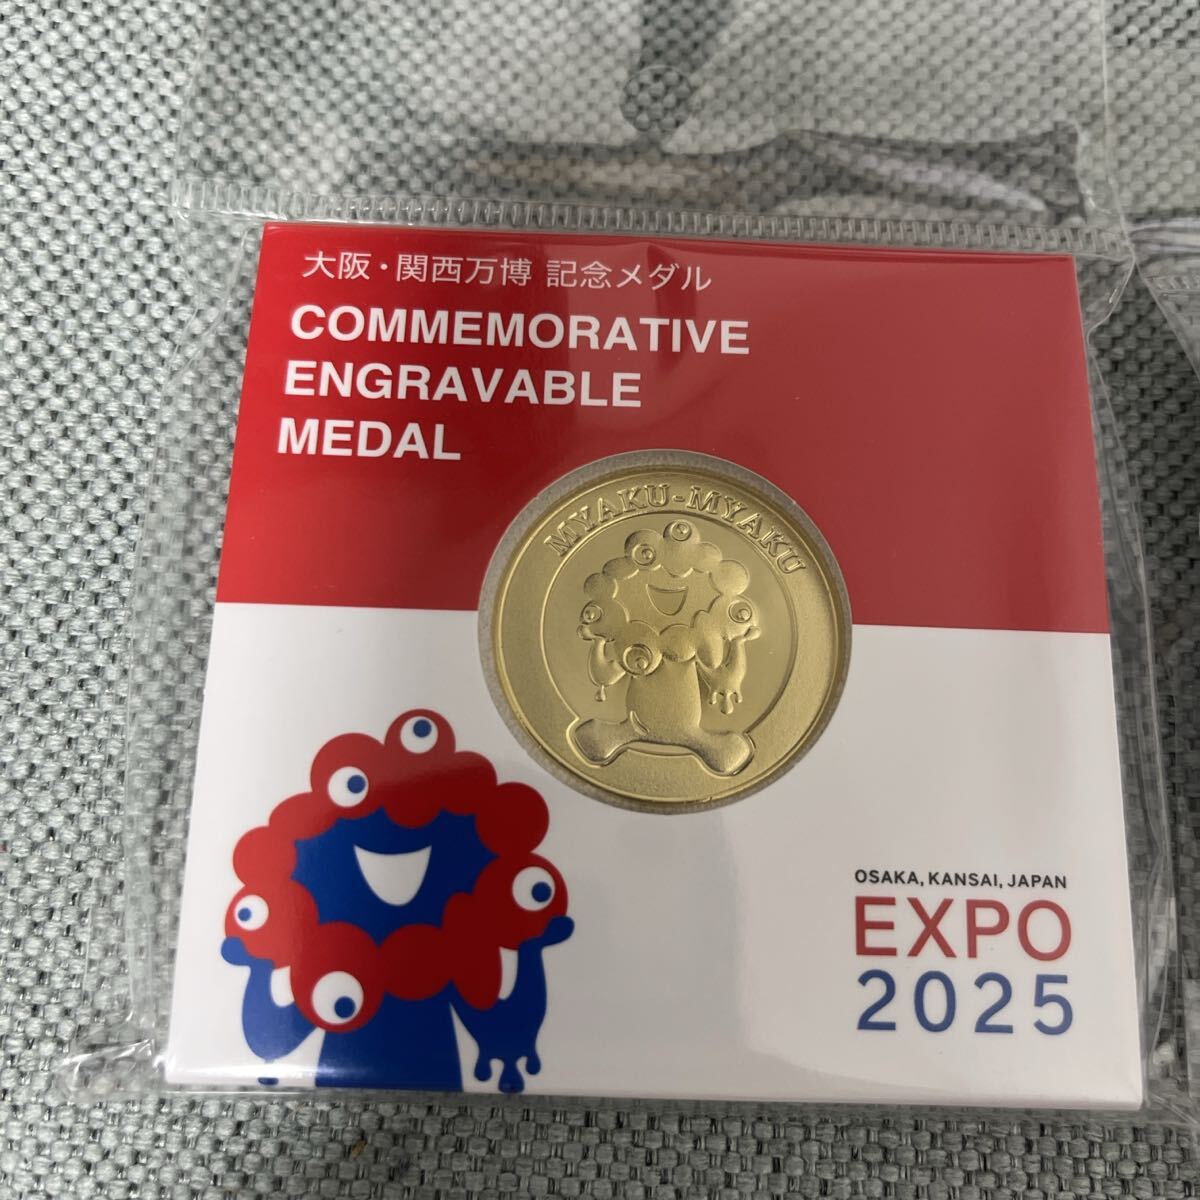 大阪・関西万博 記念メダル
COMMEMORATIVE
ENGRAVABLE
MEDAL
MYAKU-MYAKU
OSAKA, KANSAI, JAPAN
EXPO
2025